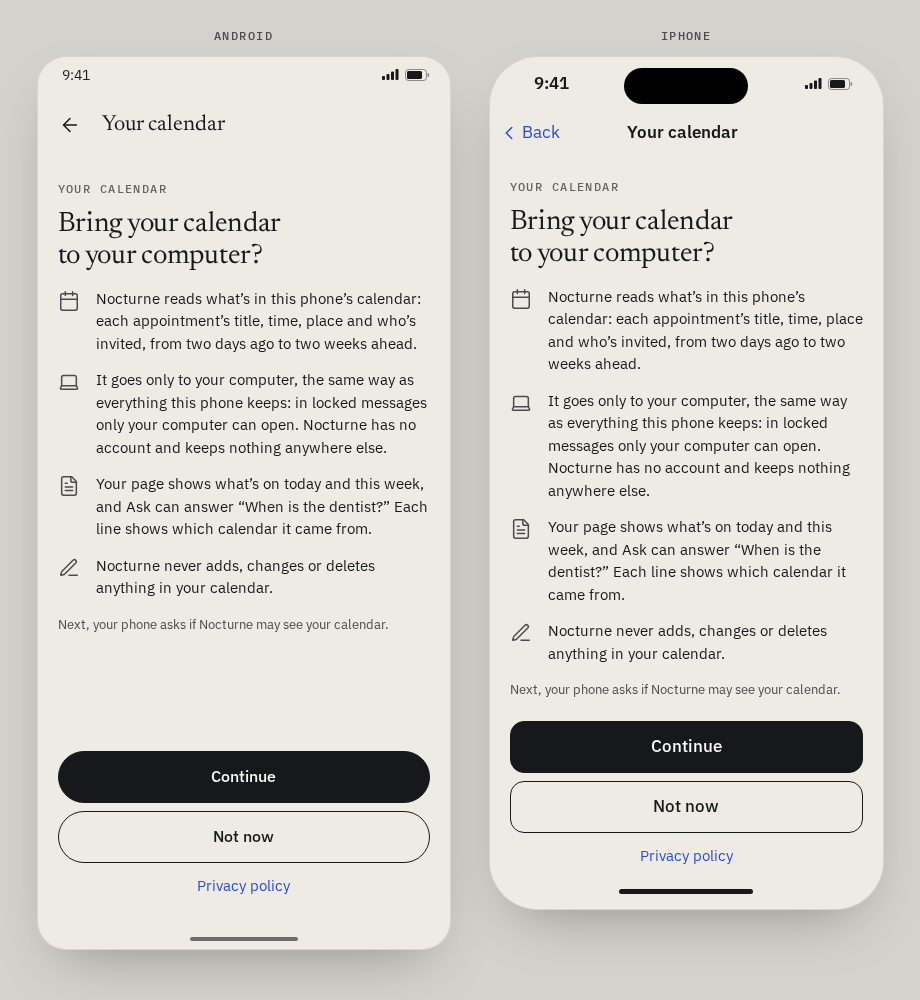 ANDROID
9:41
Your calendar
YOUR CALENDAR
Bring your calendar
to your computer?
Nocturne reads what’s in this phone’s calendar:
each appointment’s title, time, place and who’s
invited, from two days ago to two weeks ahead.
It goes only to your computer, the same way as
everything this phone keeps: in locked messages
only your computer can open. Nocturne has no
account and keeps nothing anywhere else.
Your page shows what’s on today and this week,
and Ask can answer “When is the dentist?” Each
line shows which calendar it came from.
Nocturne never adds, changes or deletes
anything in your calendar.
Next, your phone asks if Nocturne may see your calendar.
Continue
Not now
Privacy policy
IPHONE
9:41
Back
Your calendar
YOUR CALENDAR
Bring your calendar
to your computer?
Nocturne reads what’s in this phone’s
calendar: each appointment’s title, time, place
and who’s invited, from two days ago to two
weeks ahead.
It goes only to your computer, the same way
as everything this phone keeps: in locked
messages only your computer can open.
Nocturne has no account and keeps nothing
anywhere else.
Your page shows what’s on today and this
week, and Ask can answer “When is the
dentist?” Each line shows which calendar it
came from.
Nocturne never adds, changes or deletes
anything in your calendar.
Next, your phone asks if Nocturne may see your calendar.
Continue
Not now
Privacy policy